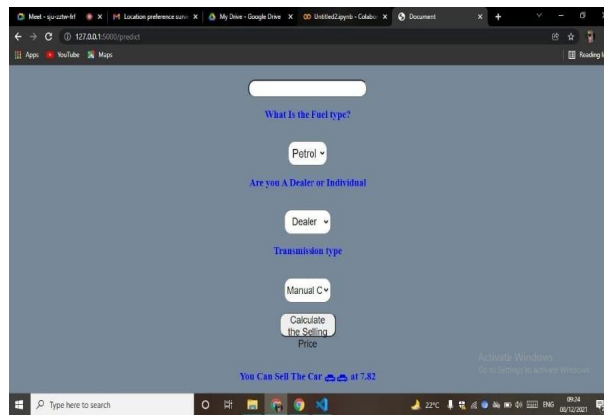 Meet - sju-zztw-frf
Location preference surv
My Drive - Google Drive
Untitled2.ipynb - Colabo
Document
127.0.0.1:5000/predict
Apps
YouTube
Maps
Reading li
What Is the Fuel type?
Petrol
Are you A Dealer or Individual
Dealer
Transmission type
Manual C
Calculate
the Selling
Price
Activate Windows
Go to Settings to activate Windows.
You Can Sell The Car at 7.82
Type here to search
22°C
ENG
09:24
08/12/2021